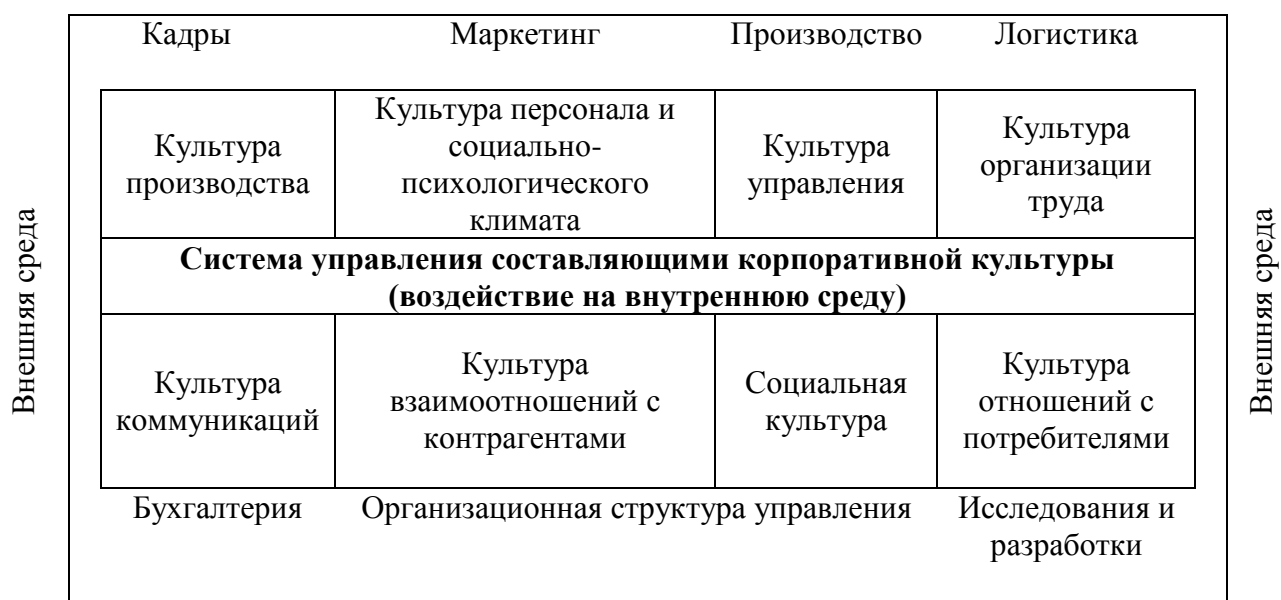 Кадры Маркетинг Производство Логистика
Культура
производства
Культура персонала и
социально-
психологического
климата
Культура
управления
Культура
организации
труда
Система управления составляющими корпоративной культуры
(воздействие на внутреннюю среду)
Культура
коммуникаций
Культура
взаимоотношений с
контрагентами
Социальная
культура
Культура
отношений с
потребителями
Бухгалтерия Организационная структура управления Исследования и
разработки
Внешняя среда
Внешняя среда